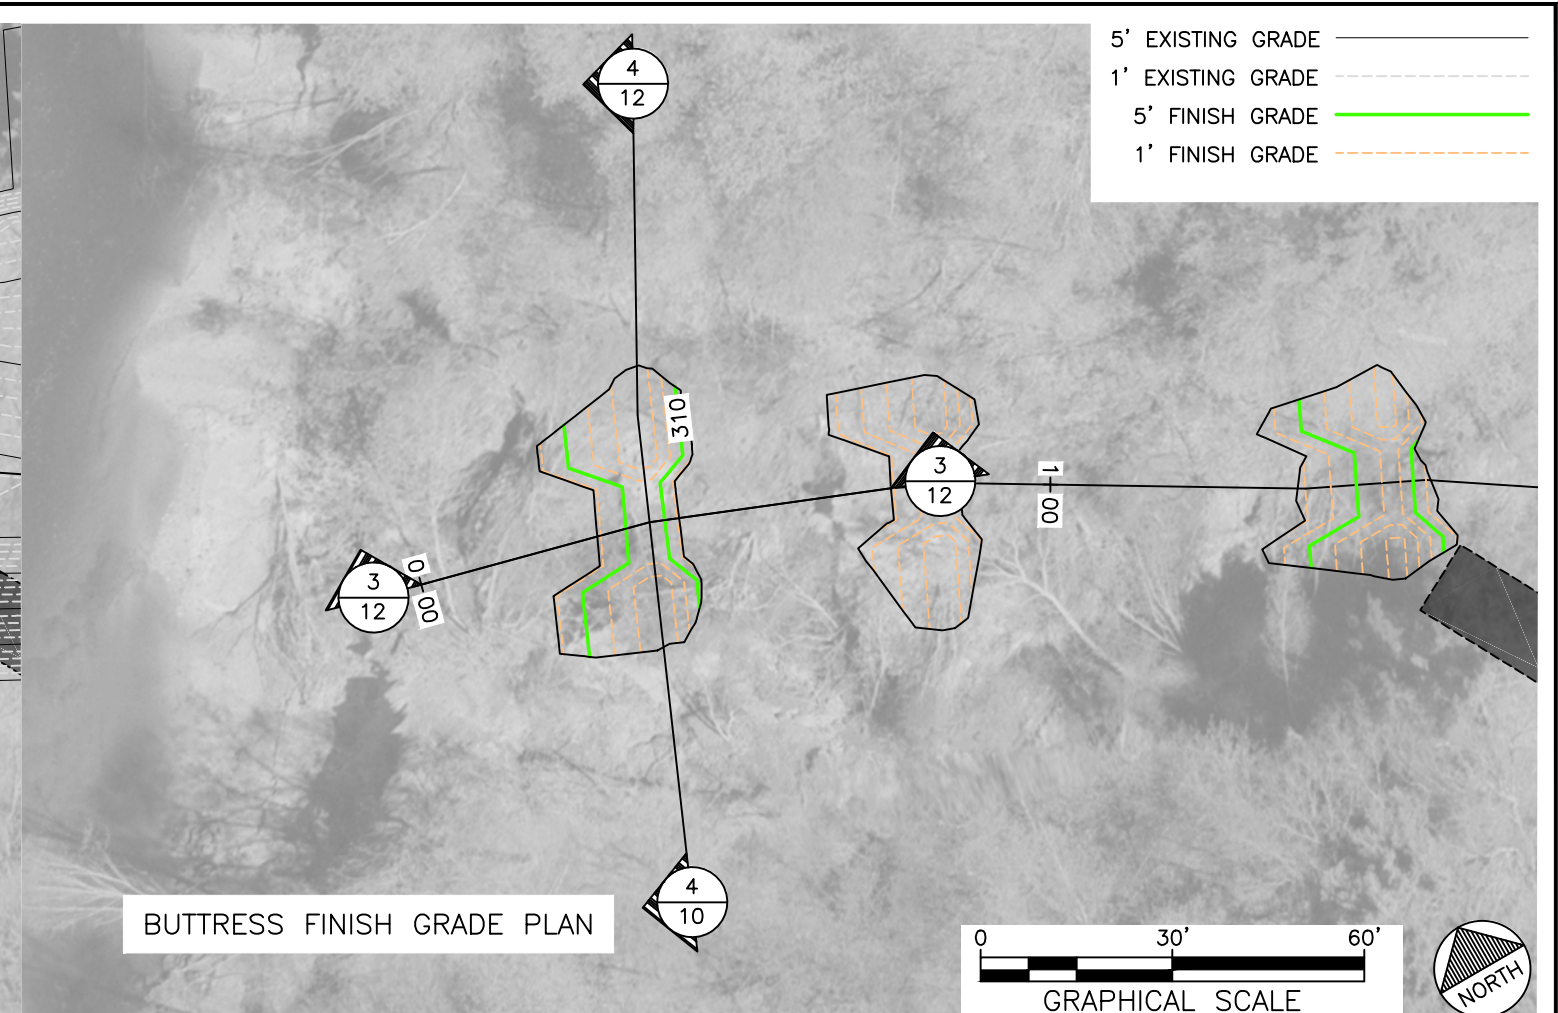 5' EXISTING GRADE
1' EXISTING GRADE
5' FINISH GRADE
1' FINISH GRADE
4
12
310
3
12
1
00
0
00
3
12
4
10
BUTTRESS FINISH GRADE PLAN
0 30' 60'
GRAPHICAL SCALE
NORTH